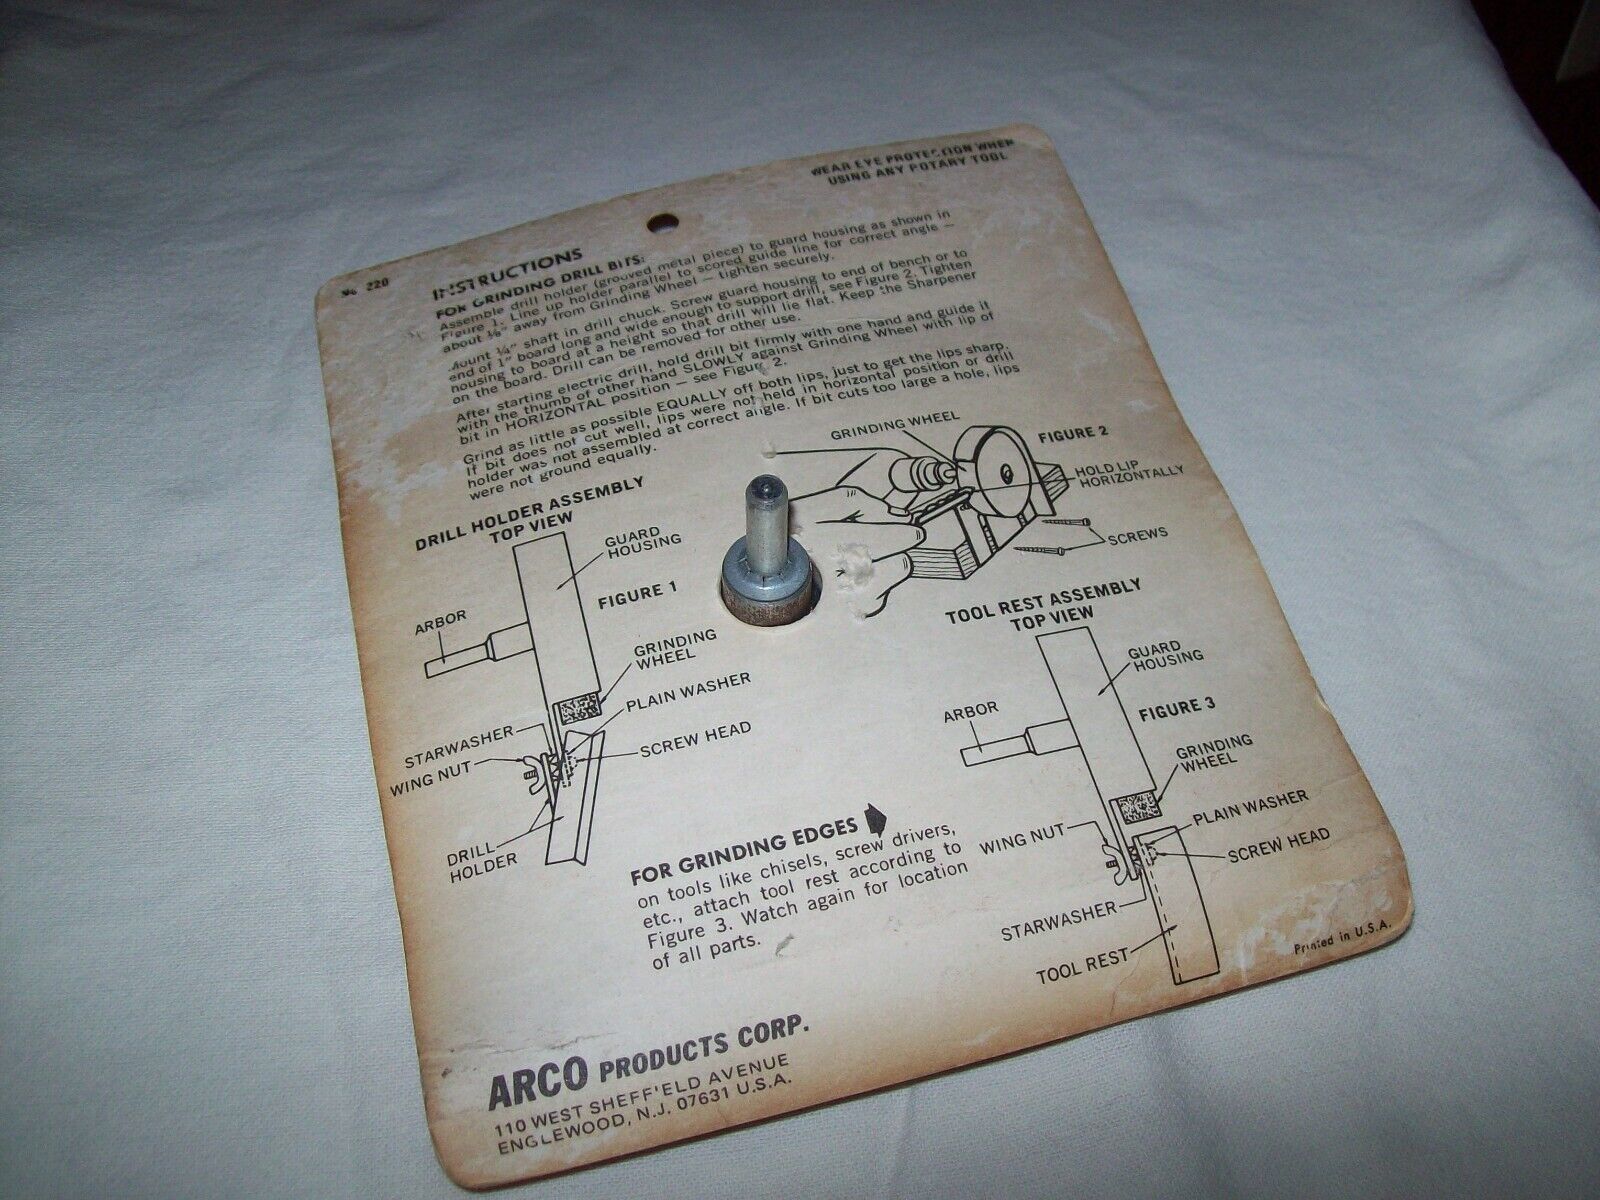 WEAR EYE PROTECTION WHEN
USING ANY ROTARY TOOL
No. 220
INSTRUCTIONS
FOR GRINDING DRILL BITS:
Assemble drill holder (grooved metal piece) to guard housing as shown in
Figure 1. Line up holder parallel to scored guide line for correct angle —
about ⅛" away from Grinding Wheel — tighten securely.
Mount ¼" shaft in drill chuck. Screw guard housing to end of bench or to
end of 1" board long and wide enough to support drill, see Figure 2. Tighten
housing to board at a height so that drill will lie flat. Keep the Sharpener
on the board. Drill can be removed for other use.
After starting electric drill, hold drill bit firmly with one hand and guide it
with the thumb of other hand SLOWLY against Grinding Wheel with lip of
bit in HORIZONTAL position — see Figure 2.
Grind as little as possible EQUALLY off both lips, just to get the lips sharp.
If bit does not cut well, lips were not held in horizontal position or drill
holder was not assembled at correct angle. If bit cuts too large a hole, lips
were not ground equally.
GRINDING WHEEL
FIGURE 2
HOLD LIP
HORIZONTALLY
SCREWS
DRILL HOLDER ASSEMBLY
TOP VIEW
GUARD
HOUSING
FIGURE 1
ARBOR
GRINDING
WHEEL
PLAIN WASHER
STARWASHER
SCREW HEAD
WING NUT
DRILL
HOLDER
TOOL REST ASSEMBLY
TOP VIEW
GUARD
HOUSING
ARBOR
FIGURE 3
GRINDING
WHEEL
PLAIN WASHER
WING NUT
SCREW HEAD
STARWASHER
TOOL REST
FOR GRINDING EDGES
on tools like chisels, screw drivers,
etc., attach tool rest according to
Figure 3. Watch again for location
of all parts.
Printed in U.S.A.
ARCO PRODUCTS CORP.
110 WEST SHEFFIELD AVENUE
ENGLEWOOD, N.J. 07631 U.S.A.